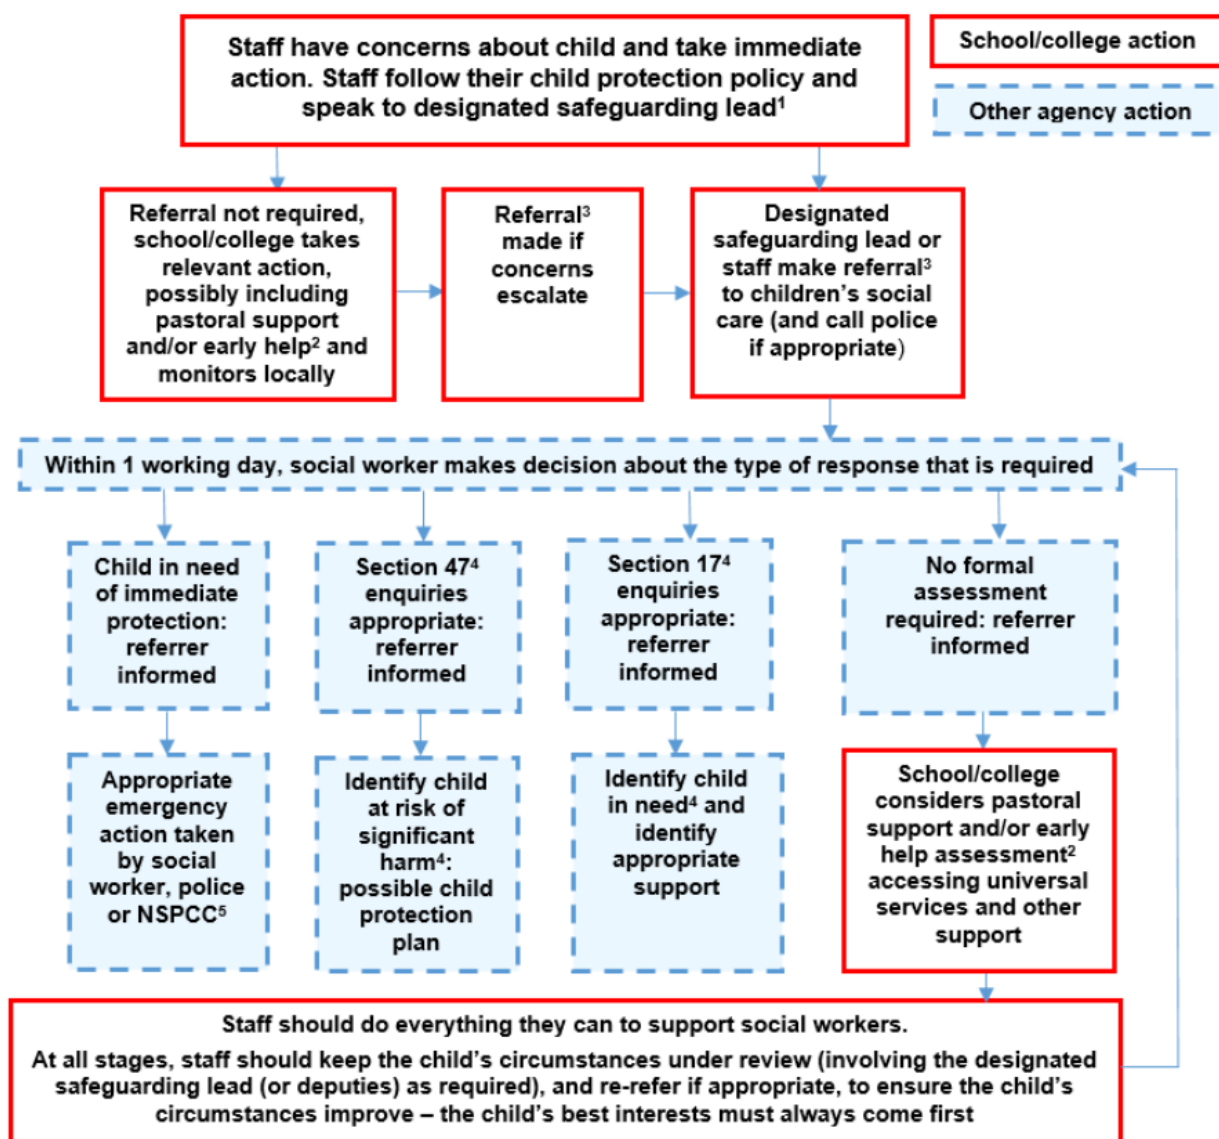 Staff have concerns about child and take immediate
action. Staff follow their child protection policy and
speak to designated safeguarding lead¹
School/college action
Other agency action
Referral not required,
school/college takes
relevant action,
possibly including
pastoral support
and/or early help² and
monitors locally
Referral³
made if
concerns
escalate
Designated
safeguarding lead or
staff make referral³
to children’s social
care (and call police
if appropriate)
Within 1 working day, social worker makes decision about the type of response that is required
Child in need
of immediate
protection:
referrer
informed
Section 47⁴
enquiries
appropriate:
referrer
informed
Section 17⁴
enquiries
appropriate:
referrer
informed
No formal
assessment
required: referrer
informed
Appropriate
emergency
action taken
by social
worker, police
or NSPCC⁵
Identify child
at risk of
significant
harm⁴:
possible child
protection
plan
Identify child
in need⁴ and
identify
appropriate
support
School/college
considers pastoral
support and/or early
help assessment²
accessing universal
services and other
support
Staff should do everything they can to support social workers.
At all stages, staff should keep the child’s circumstances under review (involving the designated
safeguarding lead (or deputies) as required), and re-refer if appropriate, to ensure the child’s
circumstances improve – the child’s best interests must always come first